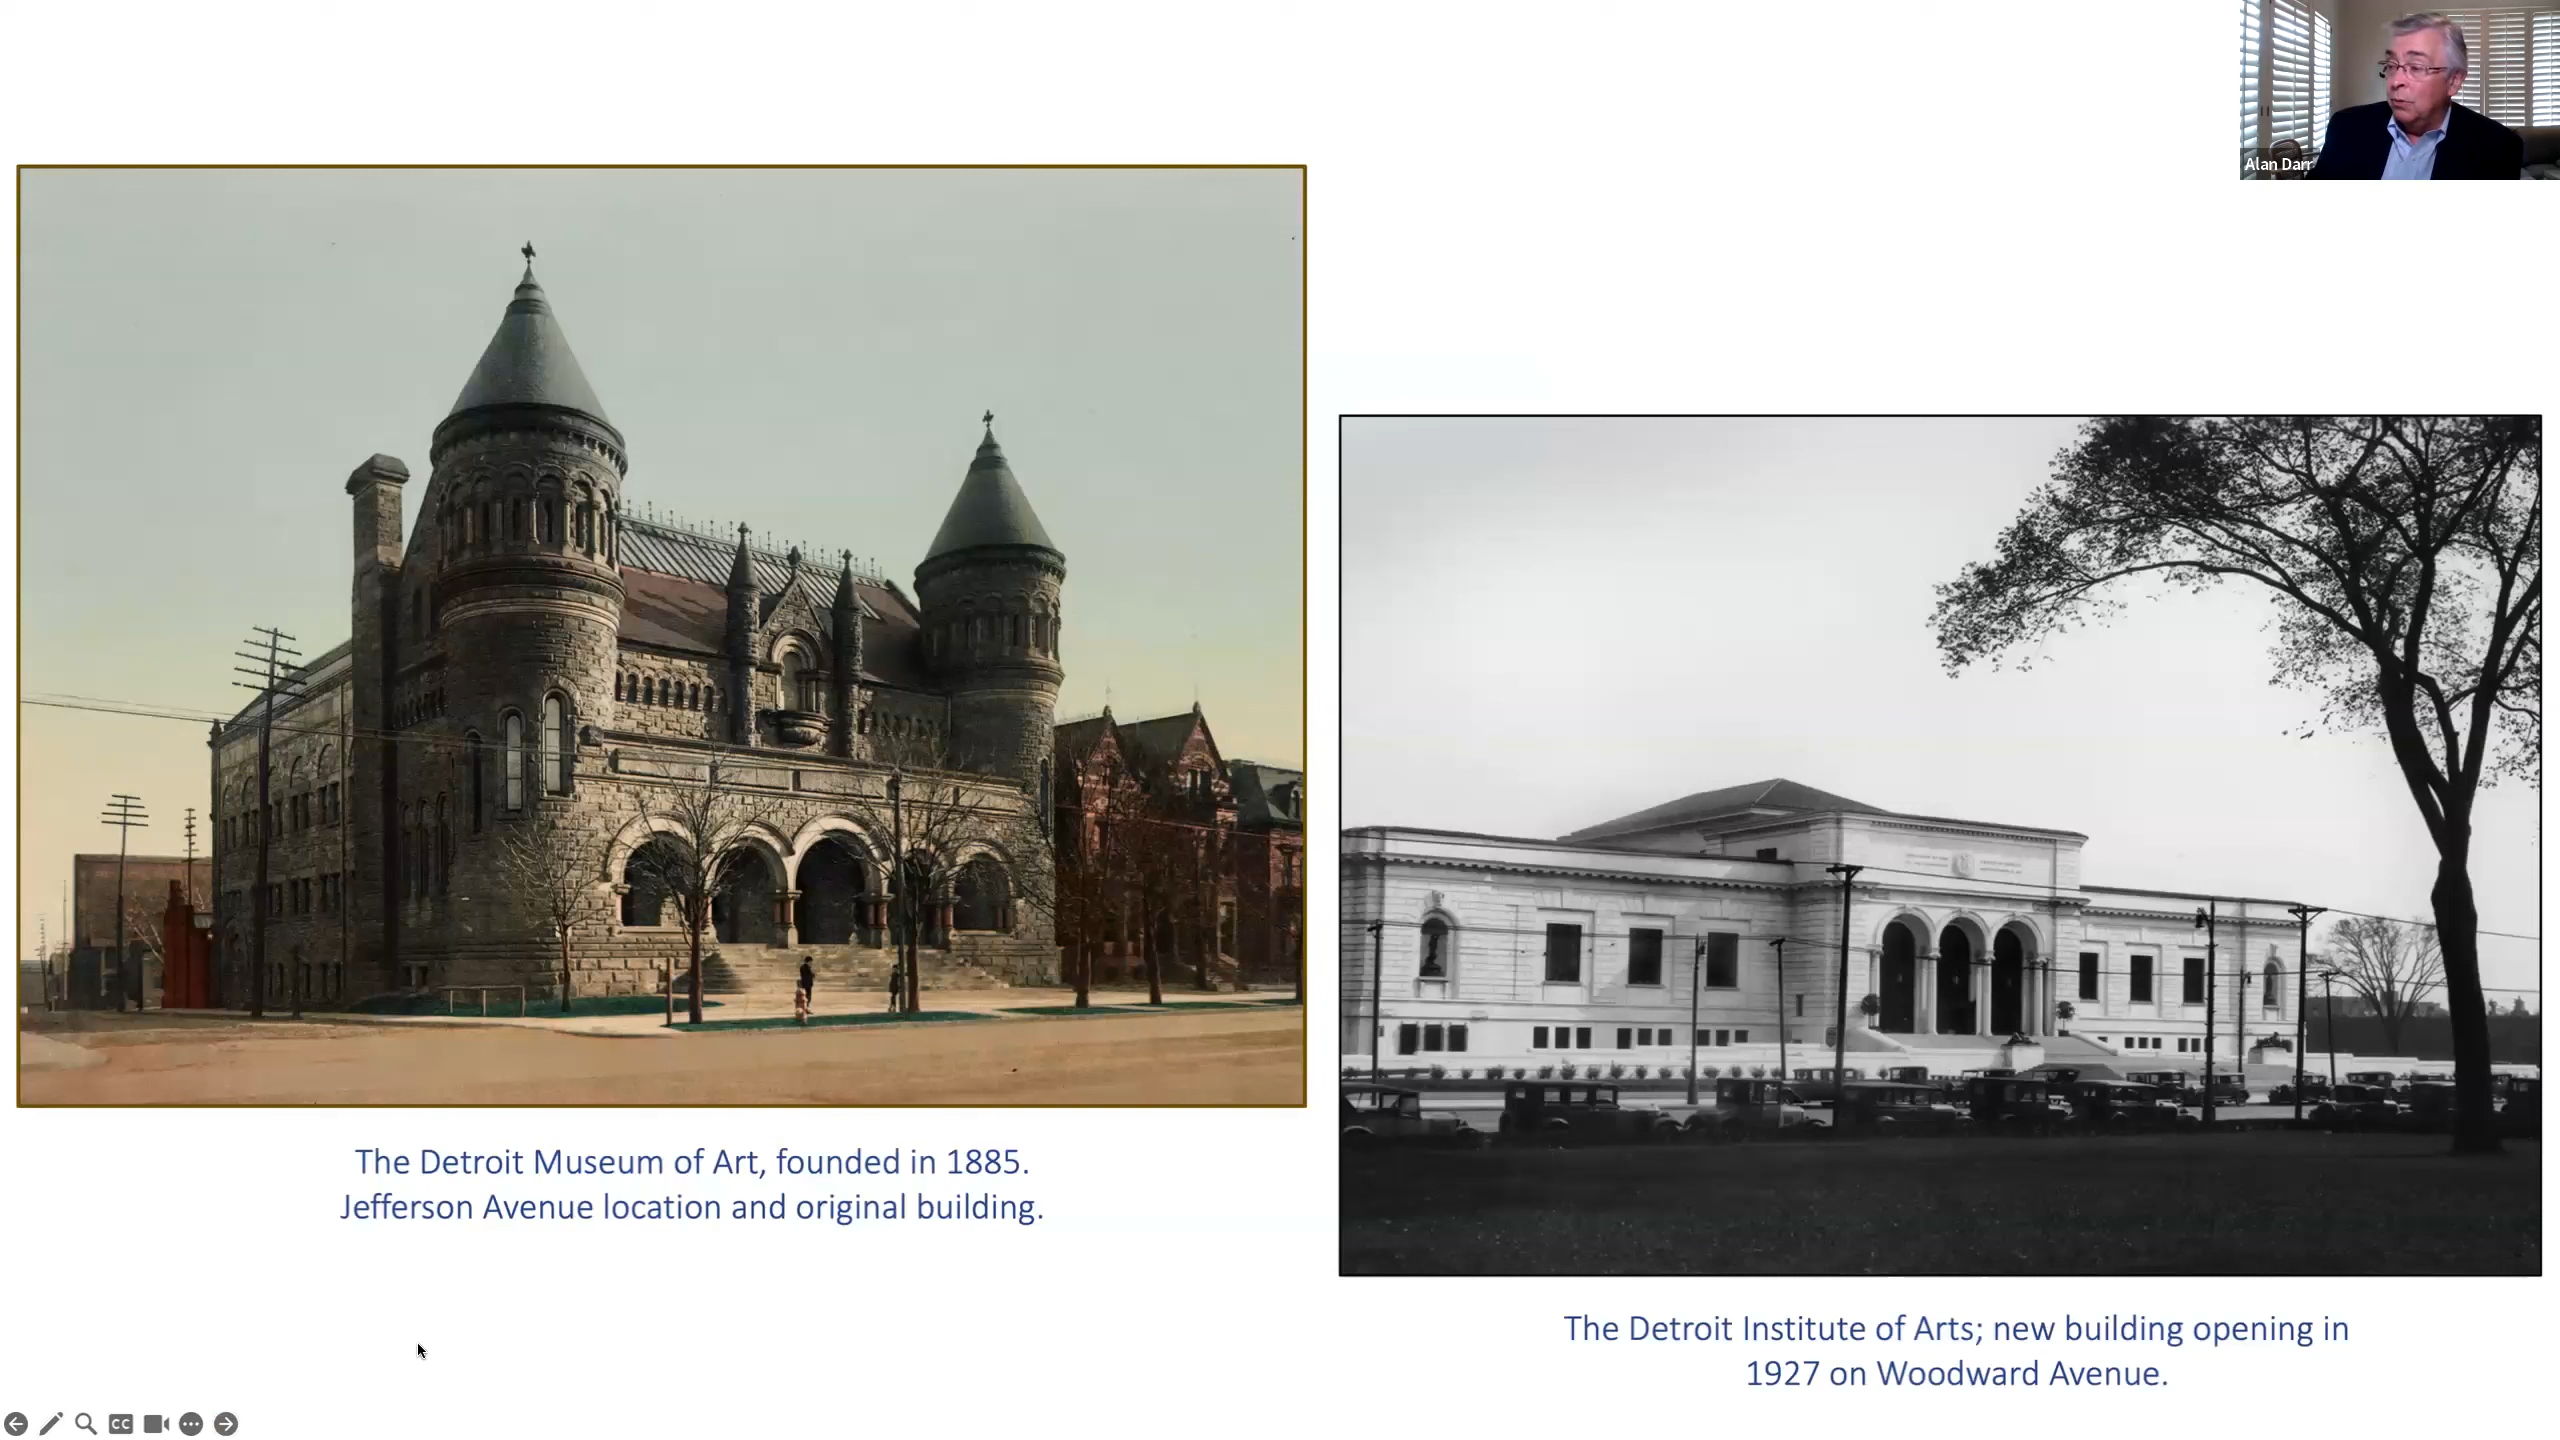 Alan Darr
The Detroit Museum of Art, founded in 1885.
Jefferson Avenue location and original building.
The Detroit Institute of Arts; new building opening in
1927 on Woodward Avenue.
CC